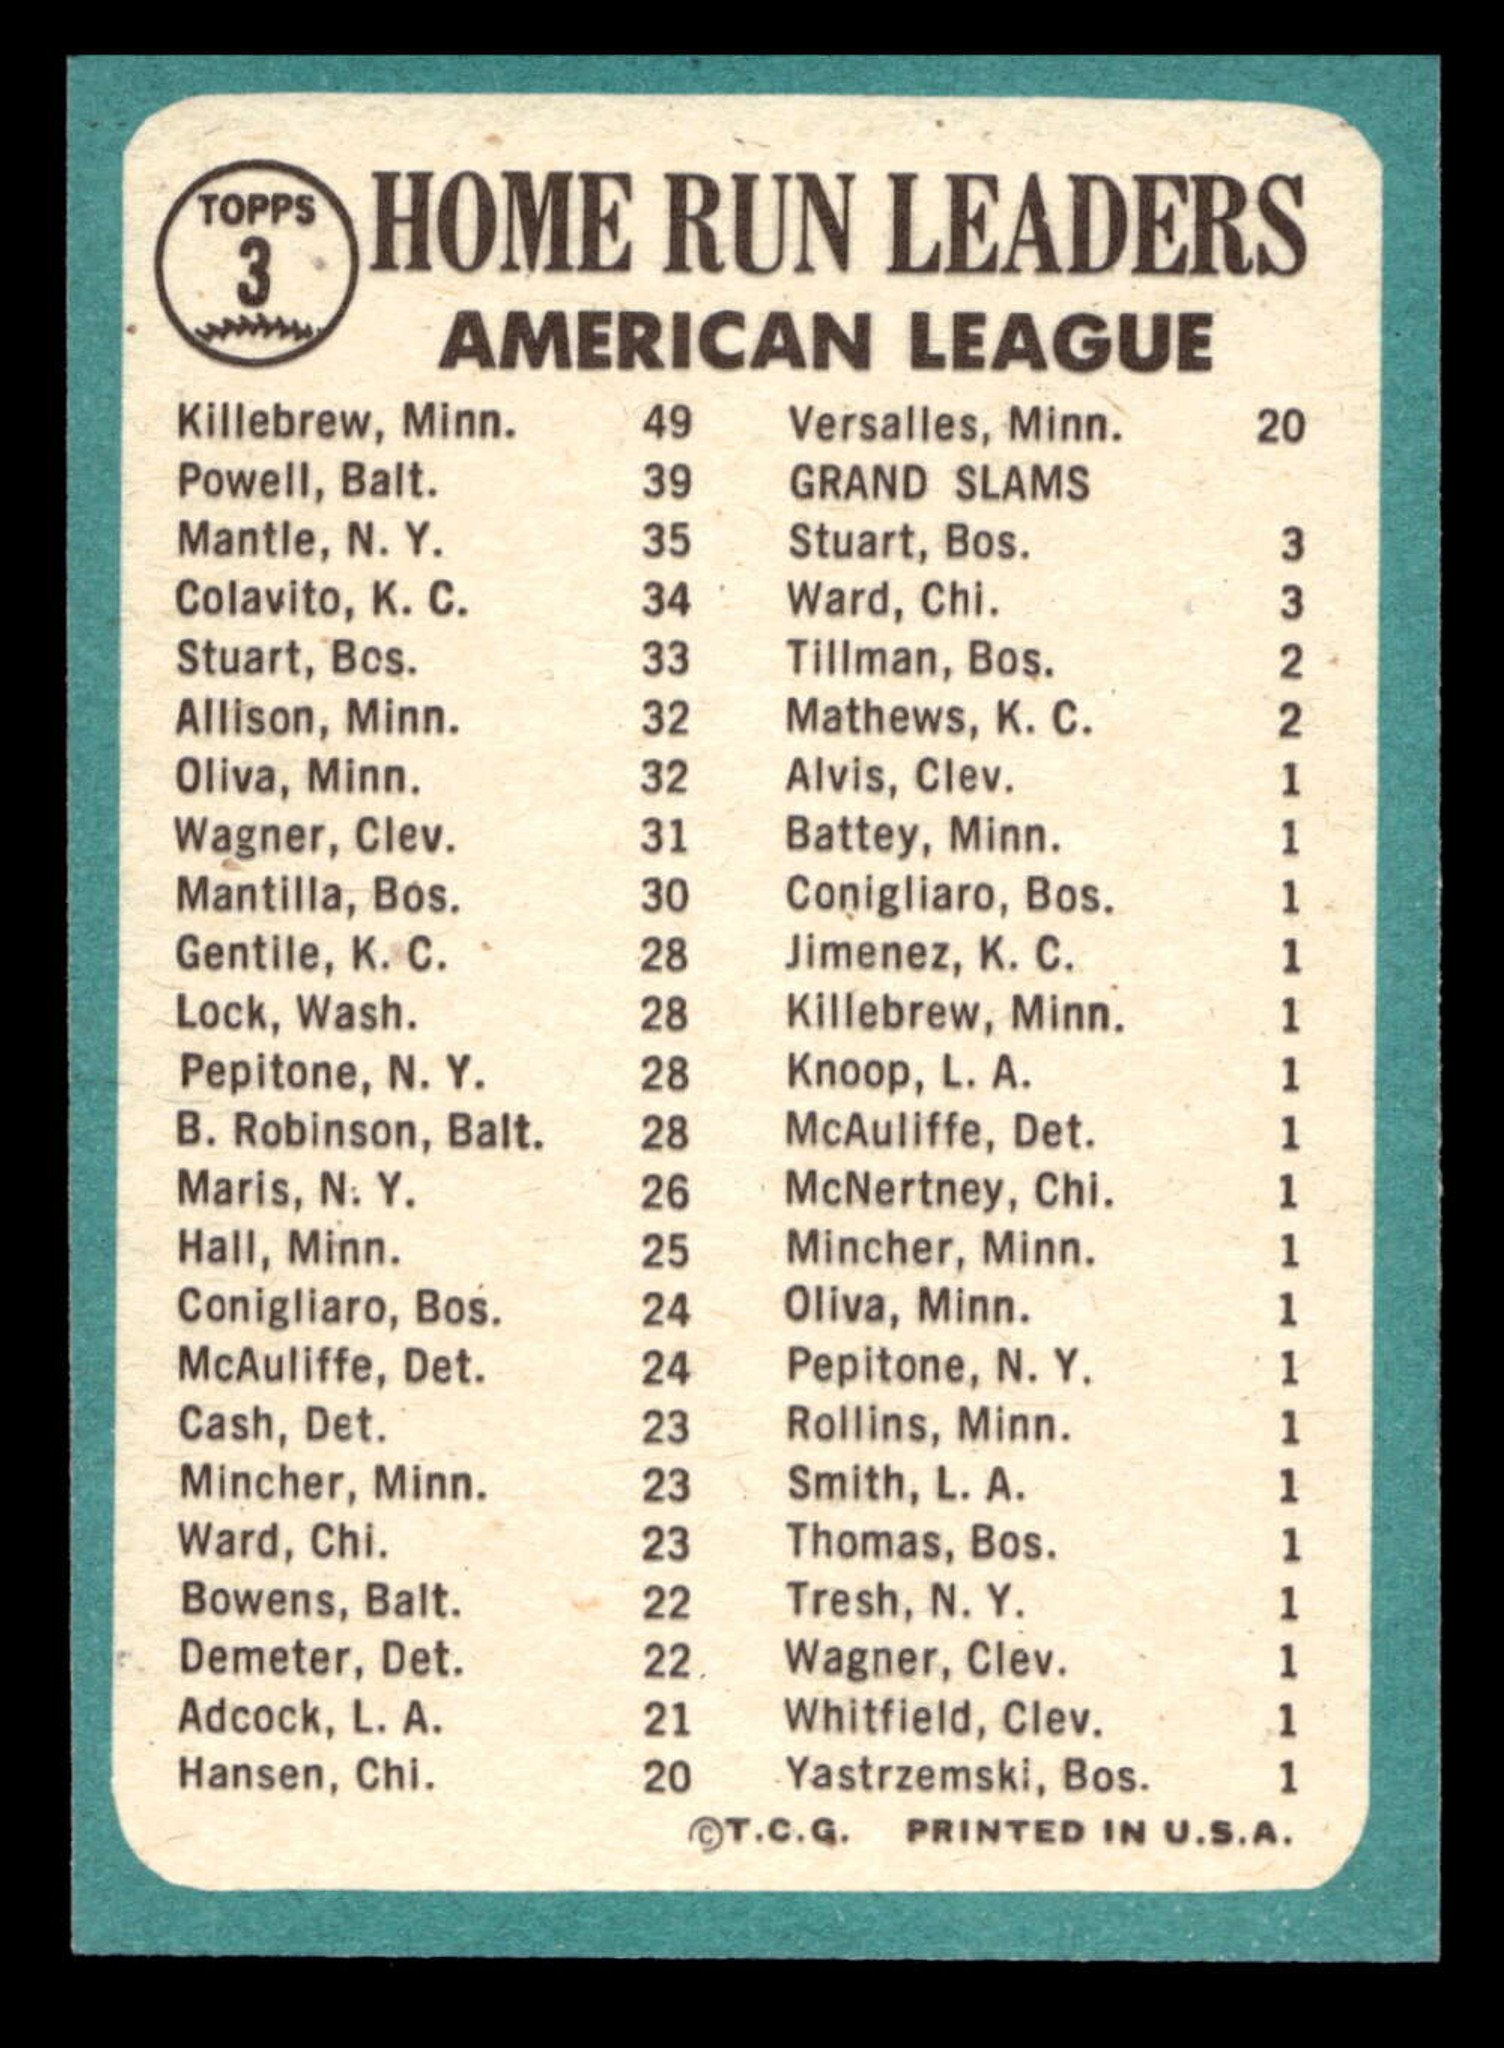 TOPPS
3
HOME RUN LEADERS
AMERICAN LEAGUE
Killebrew, Minn. 49
Powell, Balt. 39
Mantle, N. Y. 35
Colavito, K. C. 34
Stuart, Bos. 33
Allison, Minn. 32
Oliva, Minn. 32
Wagner, Clev. 31
Mantilla, Bos. 30
Gentile, K. C. 28
Lock, Wash. 28
Pepitone, N. Y. 28
B. Robinson, Balt. 28
Maris, N. Y. 26
Hall, Minn. 25
Conigliaro, Bos. 24
McAuliffe, Det. 24
Cash, Det. 23
Mincher, Minn. 23
Ward, Chi. 23
Bowens, Balt. 22
Demeter, Det. 22
Adcock, L. A. 21
Hansen, Chi. 20
Versalles, Minn. 20
GRAND SLAMS
Stuart, Bos. 3
Ward, Chi. 3
Tillman, Bos. 2
Mathews, K. C. 2
Alvis, Clev. 1
Battey, Minn. 1
Conigliaro, Bos. 1
Jimenez, K. C. 1
Killebrew, Minn. 1
Knoop, L. A. 1
McAuliffe, Det. 1
McNertney, Chi. 1
Mincher, Minn. 1
Oliva, Minn. 1
Pepitone, N. Y. 1
Rollins, Minn. 1
Smith, L. A. 1
Thomas, Bos. 1
Tresh, N. Y. 1
Wagner, Clev. 1
Whitfield, Clev. 1
Yastrzemski, Bos. 1
©T.C.G. PRINTED IN U.S.A.